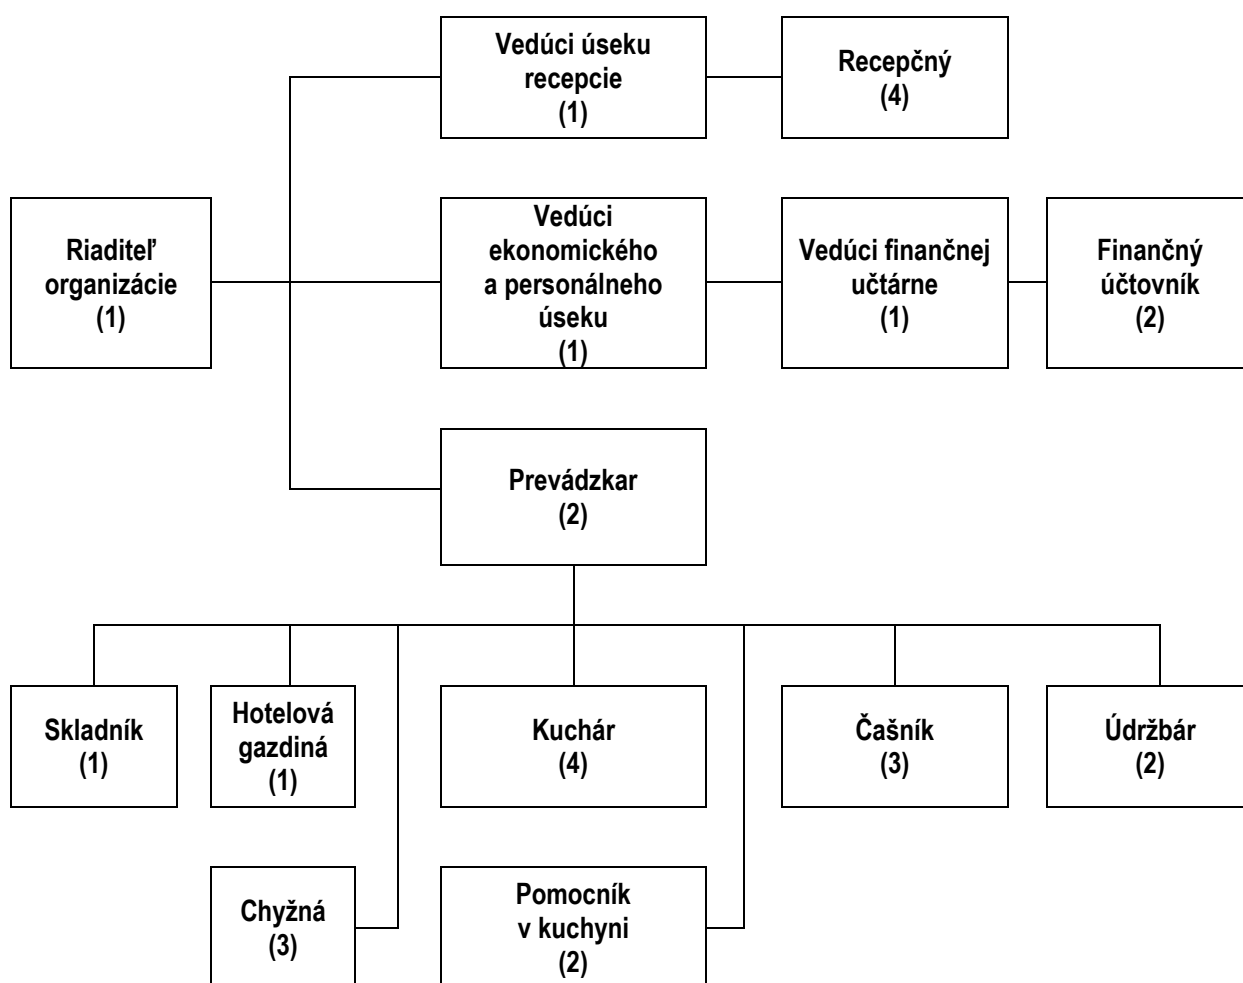 Vedúci úseku
recepcie
(1)
Recepčný
(4)
Riaditeľ
organizácie
(1)
Vedúci
ekonomického
a personálneho
úseku
(1)
Vedúci finančnej
učtárne
(1)
Finančný
účtovník
(2)
Prevádzkar
(2)
Skladník
(1)
Hotelová
gazdiná
(1)
Kuchár
(4)
Čašník
(3)
Údržbár
(2)
Chyžná
(3)
Pomocník
v kuchyni
(2)